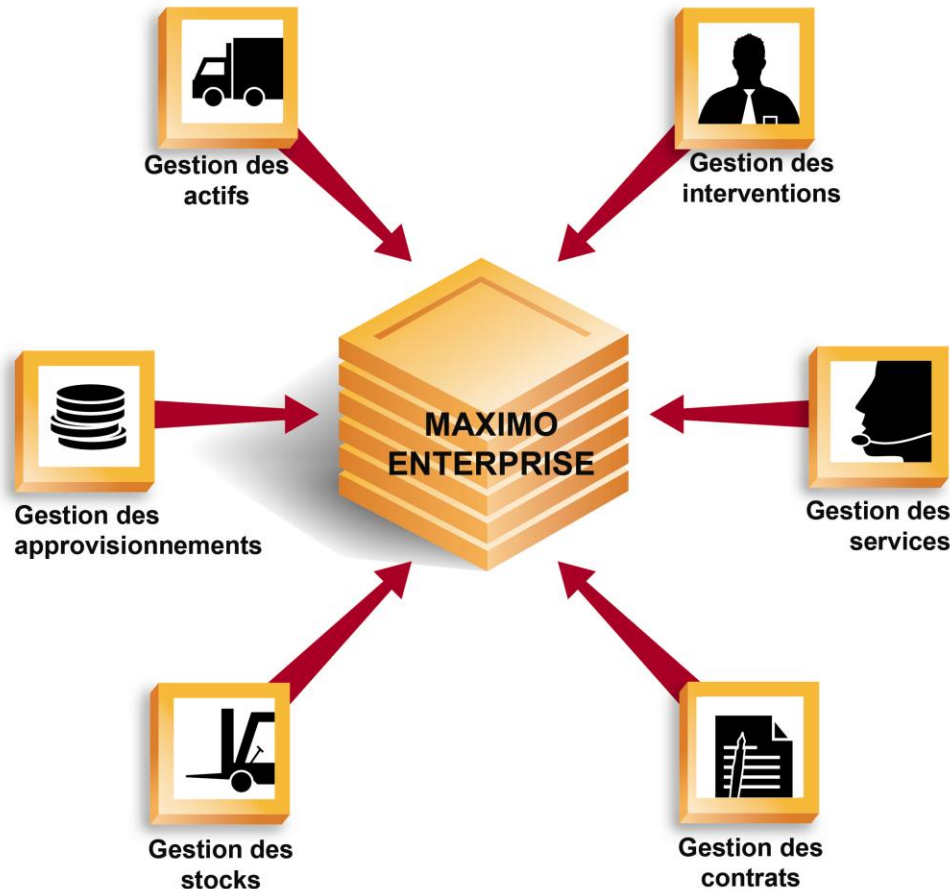 Gestion des
actifs
Gestion des
interventions
MAXIMO
ENTERPRISE
Gestion des
approvisionnements
Gestion des
services
Gestion des
stocks
Gestion des
contrats